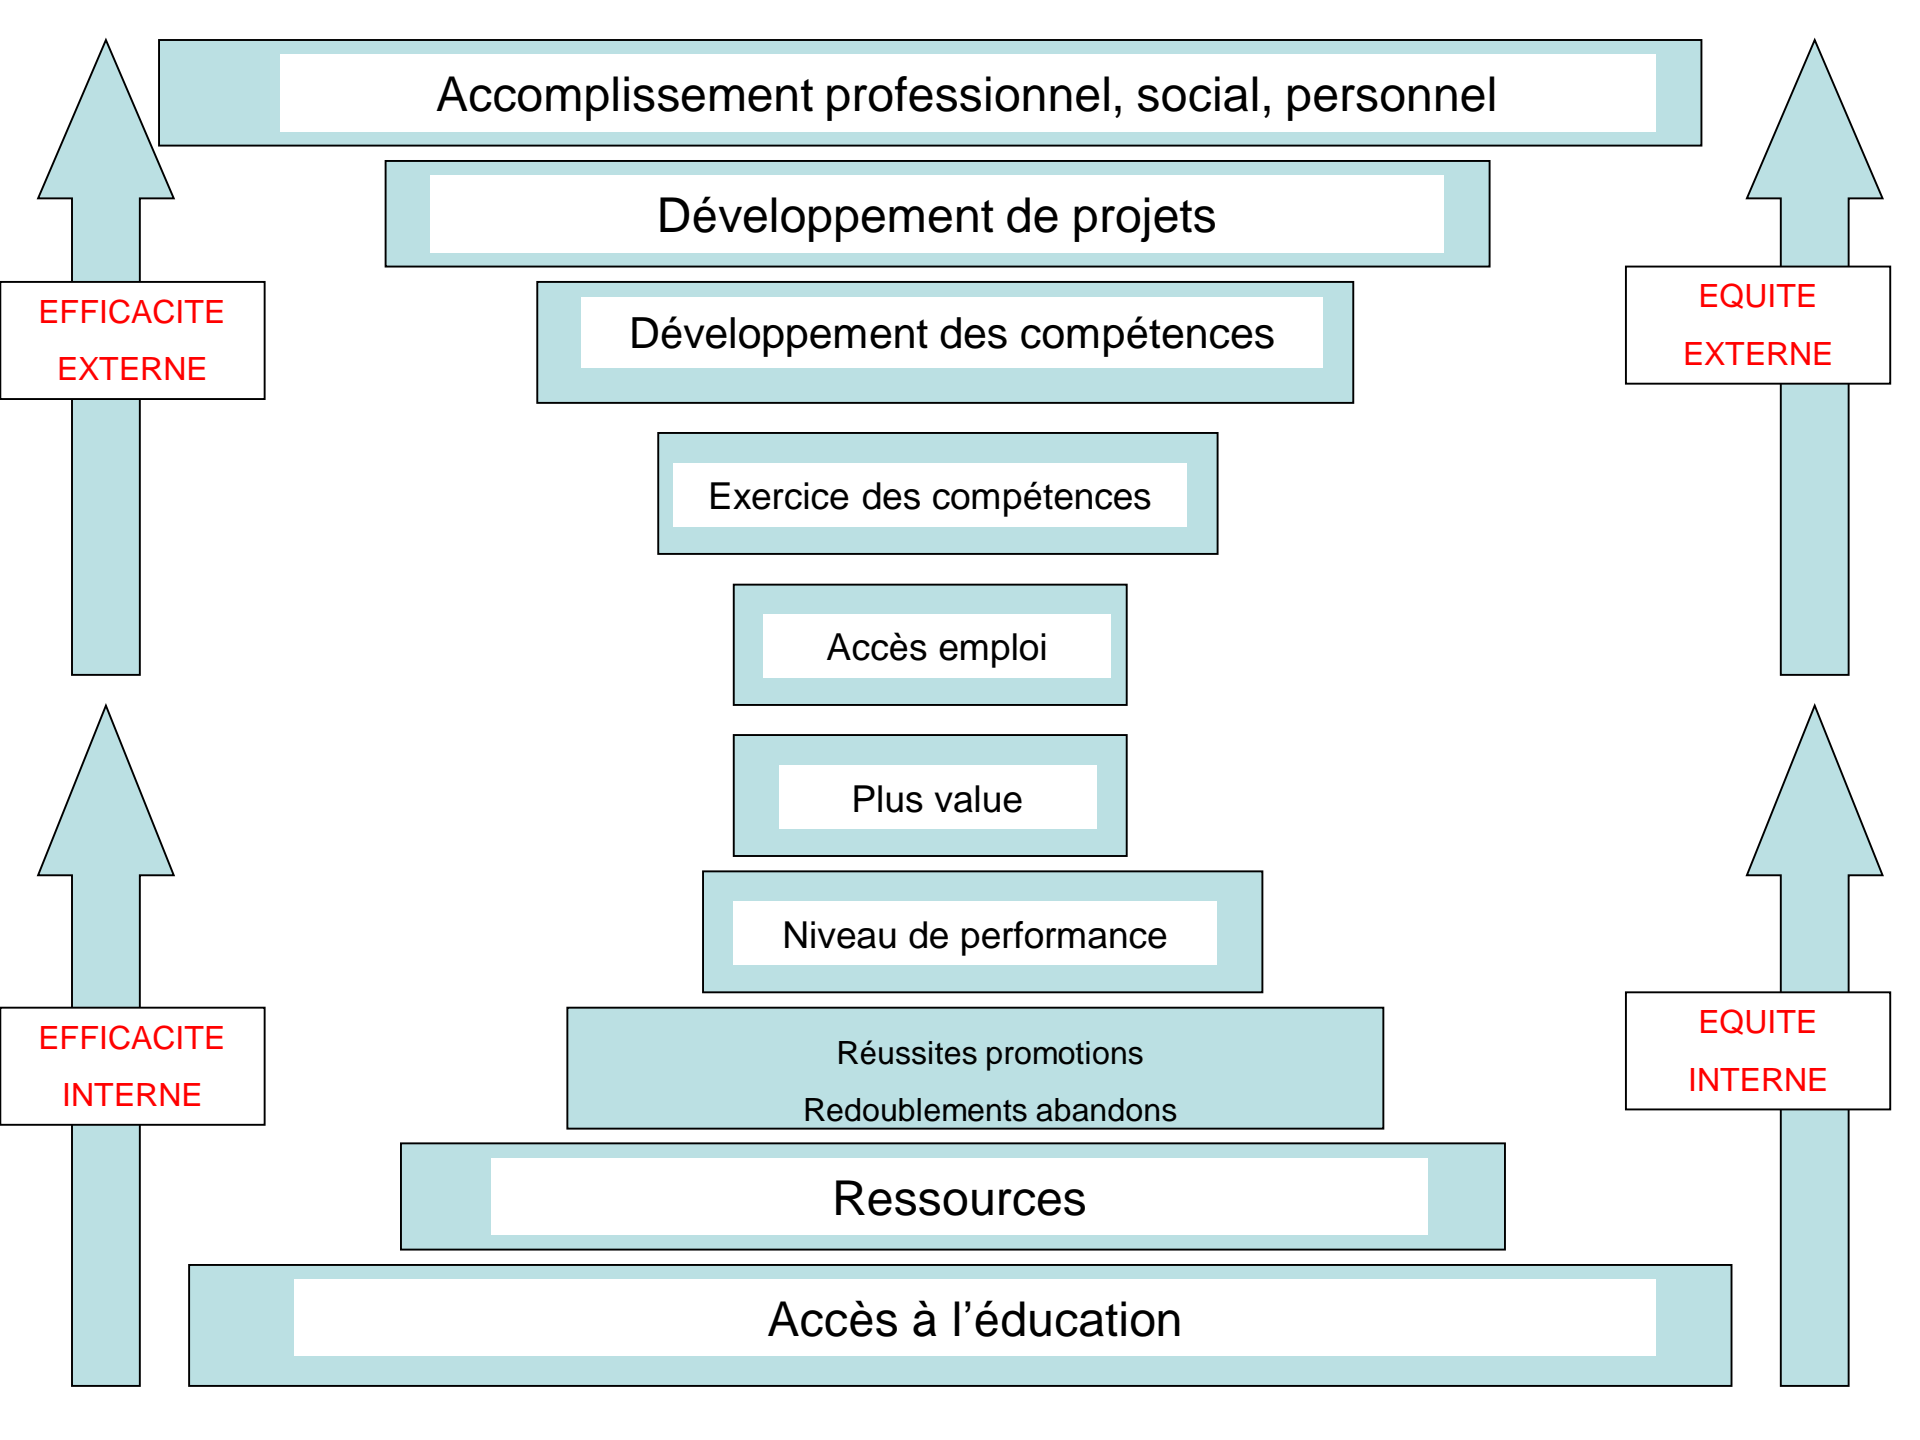 Accomplissement professionnel, social, personnel
Développement de projets
EFFICACITE
EXTERNE
Développement des compétences
EQUITE
EXTERNE
Exercice des compétences
Accès emploi
Plus value
Niveau de performance
EFFICACITE
INTERNE
Réussites promotions
Redoublements abandons
EQUITE
INTERNE
Ressources
Accès à l’éducation